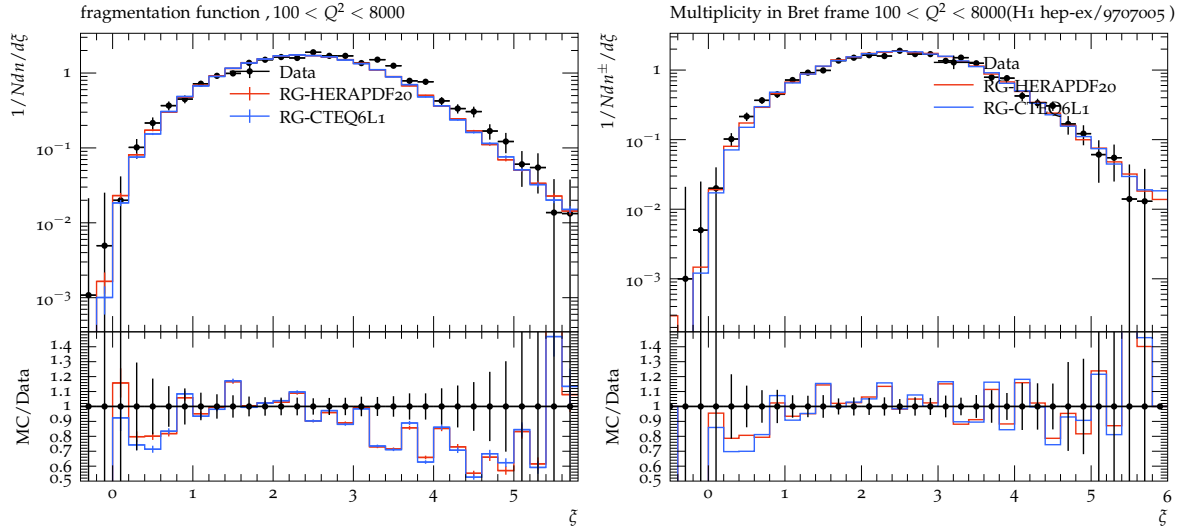 fragmentation function , 100 < Q² < 8000
1/Ndn/dξ
1
10⁻¹
10⁻²
10⁻³
Data
RG-HERAPDF20
RG-CTEQ6L1
MC/Data
1.4
1.3
1.2
1.1
1
0.9
0.8
0.7
0.6
0.5
0 1 2 3 4 5
ξ
Multiplicity in Bret frame 100 < Q² < 8000(H1 hep-ex/9707005 )
1/Ndn±/dξ
1
10⁻¹
10⁻²
10⁻³
Data
RG-HERAPDF20
RG-CTEQ6L1
MC/Data
1.4
1.3
1.2
1.1
1
0.9
0.8
0.7
0.6
0.5
0 1 2 3 4 5 6
ξ